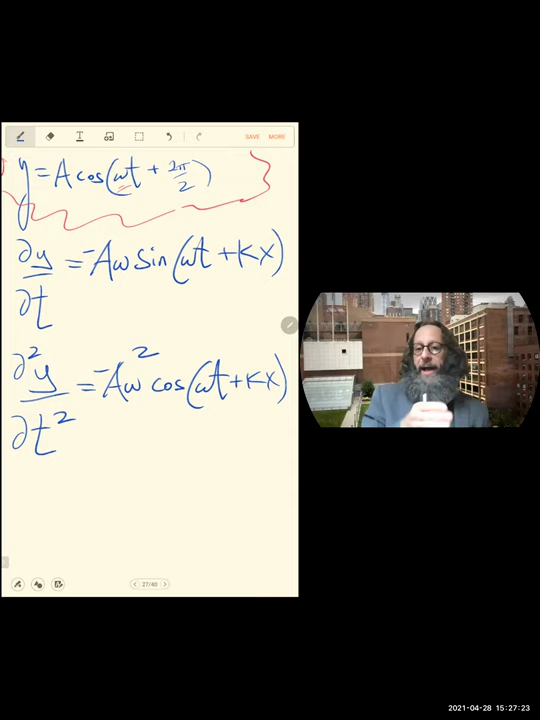 SAVE MORE
y = A cos(ωt + 2π/2)
∂y/∂t = -Aω sin(ωt + kx)
∂²y/∂t² = -Aω² cos(ωt + kx)
27/40
2021-04-28 15:27:23